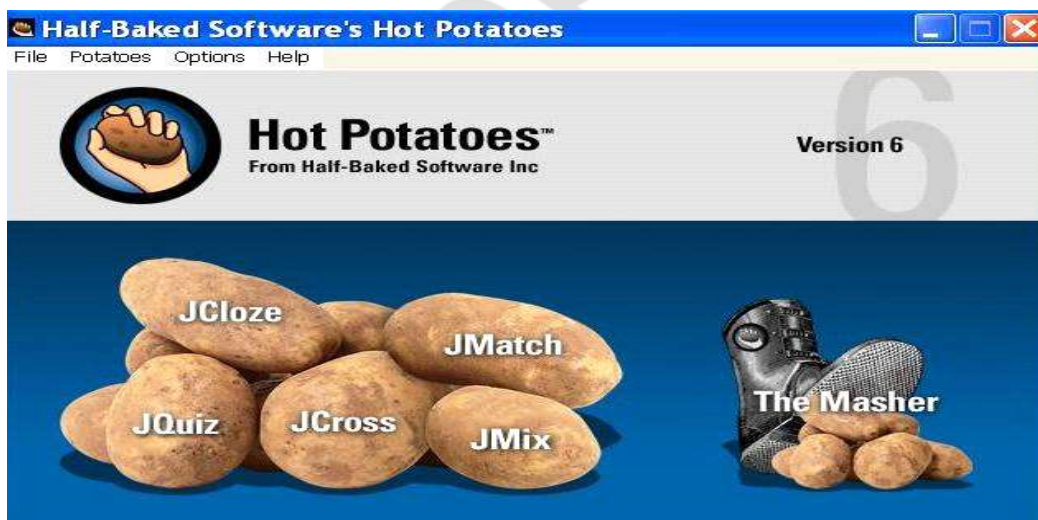 Half-Baked Software's Hot Potatoes
File Potatoes Options Help
Hot Potatoes™
From Half-Baked Software Inc
Version 6
6
JCloze
JMatch
JQuiz
JCross
JMix
The Masher